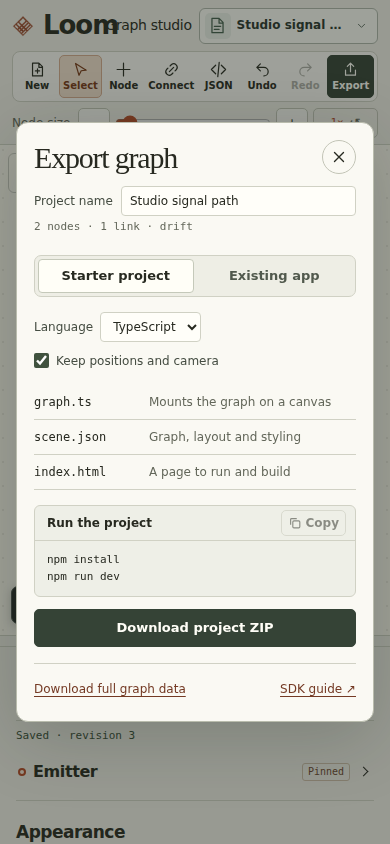 Loom
Graph studio
Studio signal ...
New
Select
Node
Connect
JSON
Undo
Redo
Export
Node size
Export graph
Project name
Studio signal path
2 nodes · 1 link · drift
Starter project
Existing app
Language
TypeScript
Keep positions and camera
graph.ts Mounts the graph on a canvas
scene.json Graph, layout and styling
index.html A page to run and build
Run the project
Copy
npm install
npm run dev
Download project ZIP
Download full graph data
SDK guide ↗
Saved · revision 3
Emitter
Pinned
Appearance